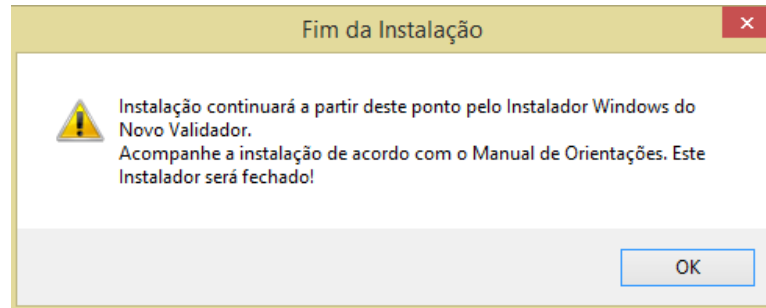 Fim da Instalação
Instalação continuará a partir deste ponto pelo Instalador Windows do
Novo Validador.
Acompanhe a instalação de acordo com o Manual de Orientações. Este
Instalador será fechado!
OK